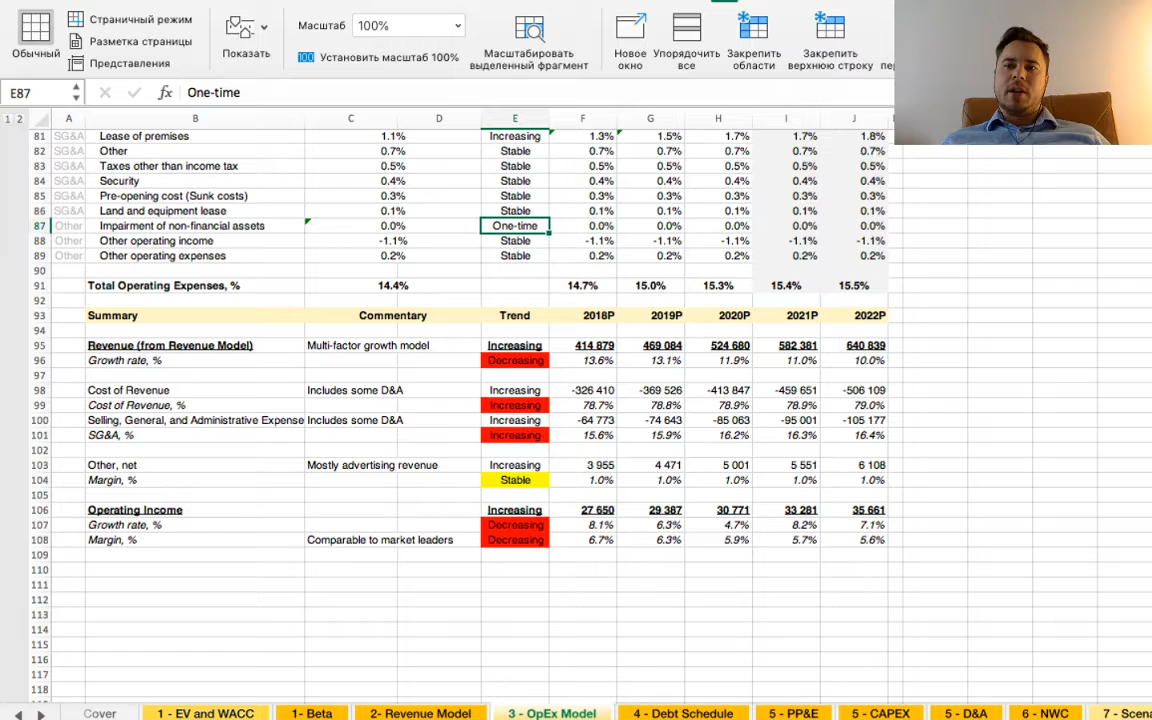 Обычный
Страничный режим
Разметка страницы
Представления
Показать
Масштаб 100%
100 Установить масштаб 100%
Масштабировать выделенный фрагмент
Новое окно
Упорядочить все
Закрепить области
Закрепить верхнюю строку
E87 fx One-time
1 2 A B C D E F G H I J
81 SG&A Lease of premises 1.1% Increasing 1.3% 1.5% 1.7% 1.7% 1.8%
82 SG&A Other 0.7% Stable 0.7% 0.7% 0.7% 0.7% 0.7%
83 SG&A Taxes other than income tax 0.5% Stable 0.5% 0.5% 0.5% 0.5% 0.5%
84 SG&A Security 0.4% Stable 0.4% 0.4% 0.4% 0.4% 0.4%
85 SG&A Pre-opening cost (Sunk costs) 0.3% Stable 0.3% 0.3% 0.3% 0.3% 0.3%
86 SG&A Land and equipment lease 0.1% Stable 0.1% 0.1% 0.1% 0.1% 0.1%
87 Other Impairment of non-financial assets 0.0% One-time 0.0% 0.0% 0.0% 0.0% 0.0%
88 Other Other operating income -1.1% Stable -1.1% -1.1% -1.1% -1.1% -1.1%
89 Other Other operating expenses 0.2% Stable 0.2% 0.2% 0.2% 0.2% 0.2%
90
91 Total Operating Expenses, % 14.4% 14.7% 15.0% 15.3% 15.4% 15.5%
92
93 Summary Commentary Trend 2018P 2019P 2020P 2021P 2022P
94
95 Revenue (from Revenue Model) Multi-factor growth model Increasing 414 879 469 084 524 680 582 381 640 839
96 Growth rate, % Decreasing 13.6% 13.1% 11.9% 11.0% 10.0%
97
98 Cost of Revenue Includes some D&A Increasing -326 410 -369 526 -413 847 -459 651 -506 109
99 Cost of Revenue, % Increasing 78.7% 78.8% 78.9% 78.9% 79.0%
100 Selling, General, and Administrative Expense Includes some D&A Increasing -64 773 -74 643 -85 063 -95 001 -105 177
101 SG&A, % Increasing 15.6% 15.9% 16.2% 16.3% 16.4%
102
103 Other, net Mostly advertising revenue Increasing 3 955 4 471 5 001 5 551 6 108
104 Margin, % Stable 1.0% 1.0% 1.0% 1.0% 1.0%
105
106 Operating Income Increasing 27 650 29 387 30 771 33 281 35 661
107 Growth rate, % Decreasing 8.1% 6.3% 4.7% 8.2% 7.1%
108 Margin, % Comparable to market leaders Decreasing 6.7% 6.3% 5.9% 5.7% 5.6%
109
110
111
112
113
114
115
116
117
118
Cover 1 - EV and WACC 1- Beta 2- Revenue Model 3 - OpEx Model 4 - Debt Schedule 5 - PP&E 5 - CAPEX 5 - D&A 6 - NWC 7 - Scena